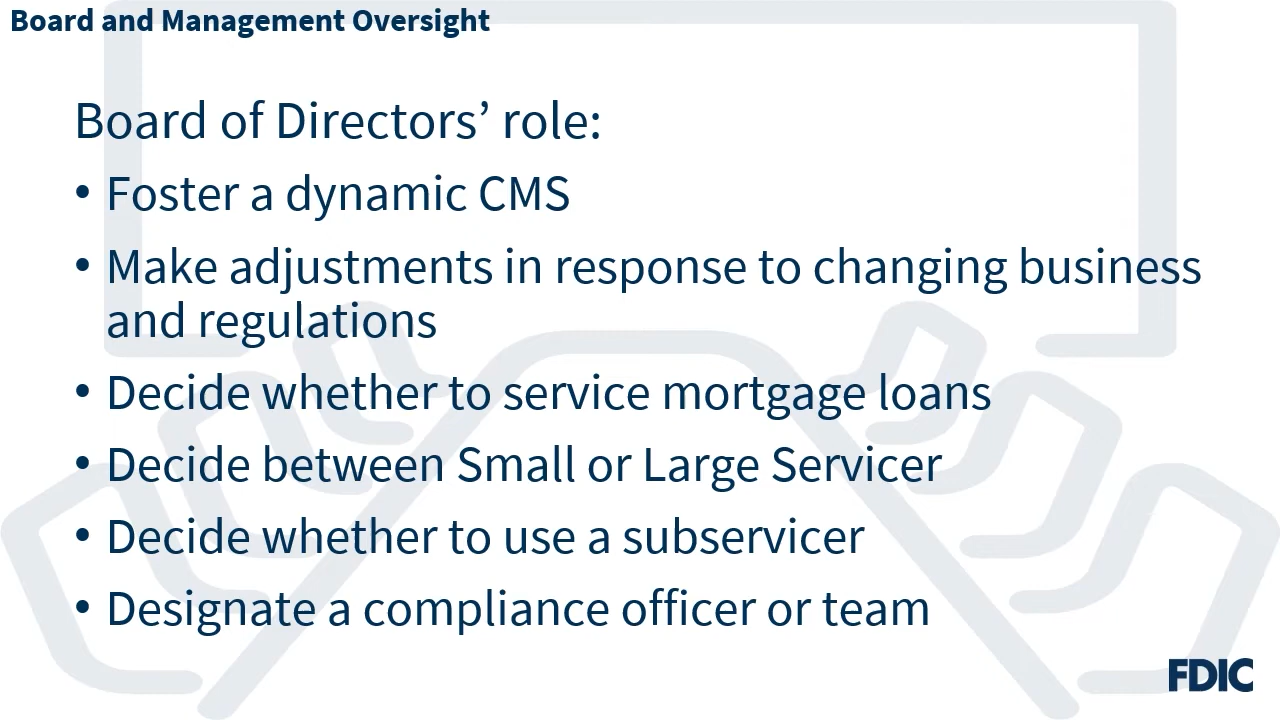 Board and Management Oversight
Board of Directors’ role:
• Foster a dynamic CMS
• Make adjustments in response to changing business
and regulations
• Decide whether to service mortgage loans
• Decide between Small or Large Servicer
• Decide whether to use a subservicer
• Designate a compliance officer or team
FDIC